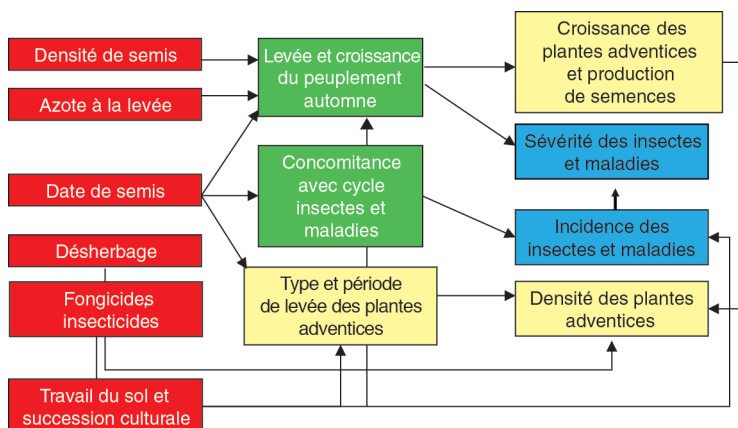 Densité de semis
Azote à la levée
Date de semis
Désherbage
Fongicides,
insecticides
Travail du sol et
succession culturale
Levée et croissance
du peuplement
automne
Concomitance
avec cycle
insectes et
maladies
Type et période
de levée des plantes
adventices
Croissance des
plantes adventices
et production
de semences
Sévérité des insectes
et maladies
Incidence des
insectes et maladies
Densité des plantes
adventices